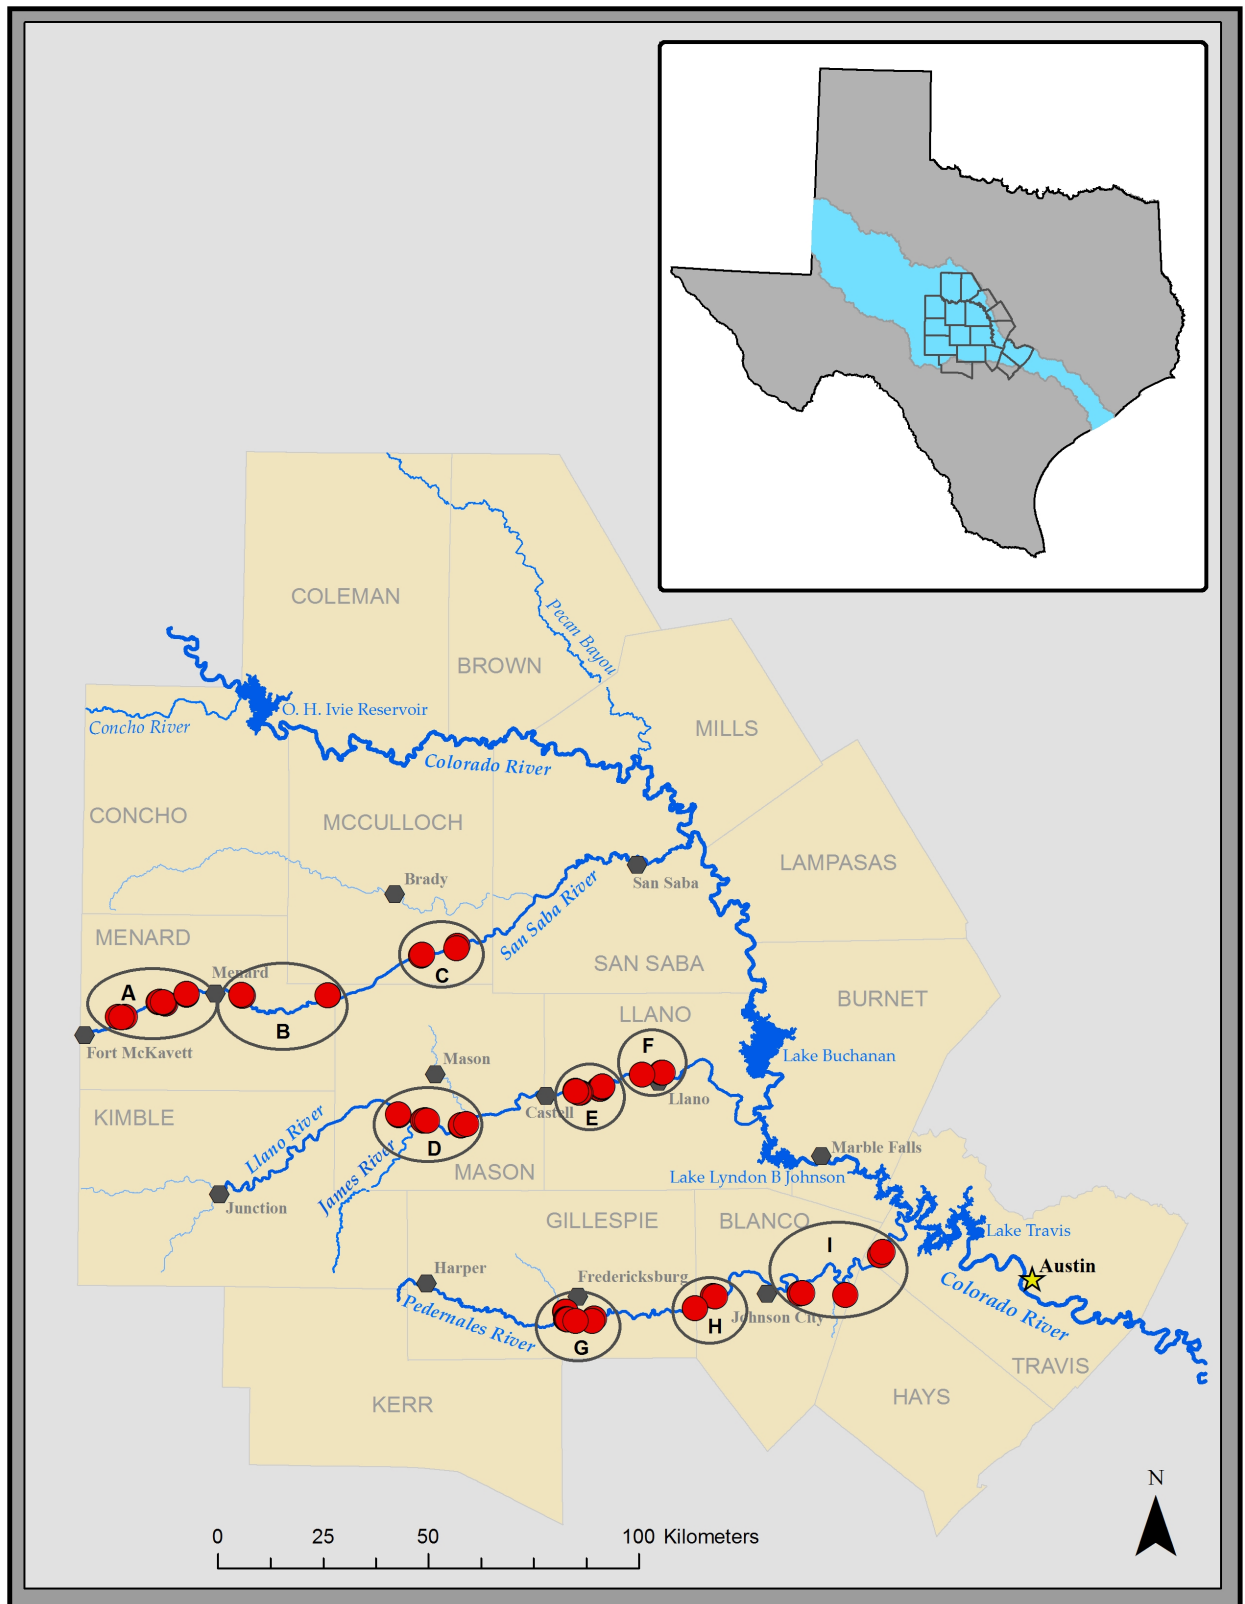 COLEMAN
BROWN
Pecan Bayou
O. H. Ivie Reservoir
Concho River
MILLS
Colorado River
CONCHO
MCCULLOCH
LAMPASAS
Brady
San Saba
San Saba River
MENARD
SAN SABA
Menard
A
B
C
BURNET
LLANO
Fort McKavett
Mason
F
Lake Buchanan
KIMBLE
Castell
E
Llano
Llano River
D
James River
MASON
Marble Falls
Lake Lyndon B Johnson
Junction
GILLESPIE
BLANCO
I
Lake Travis
Harper
Fredericksburg
Austin
Pedernales River
G
H
Johnson City
Colorado River
TRAVIS
KERR
HAYS
N
0 25 50 100 Kilometers